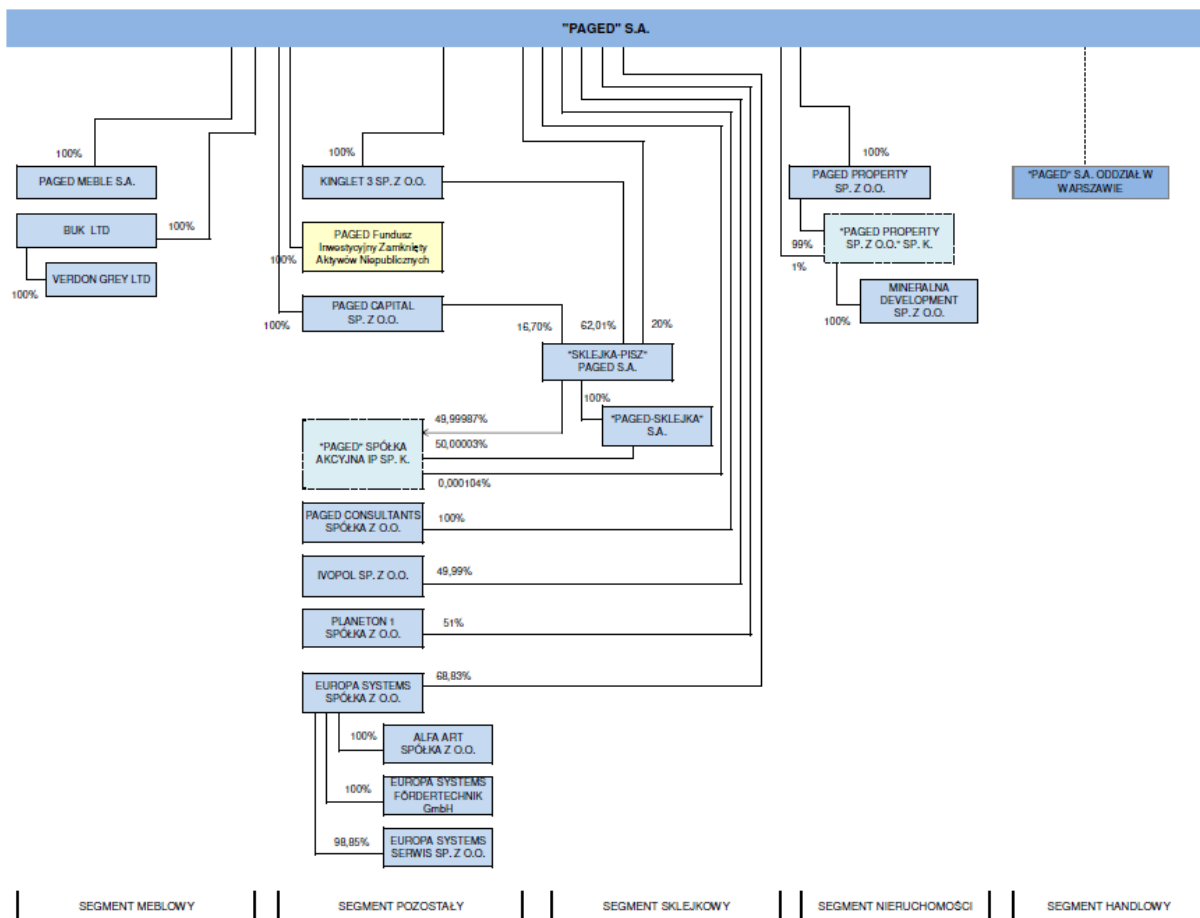 "PAGED" S.A.
100%
PAGED MEBLE S.A.
BUK LTD
100%
VERDON GREY LTD
100%
100%
KINGLET 3 SP. Z O.O.
PAGED Fundusz
Inwestycyjny Zamknięty
Aktywów Niepublicznych
100%
PAGED CAPITAL
SP. Z O.O.
100%
16,70%
62,01%
20%
"SKLEJKA-PISZ"
PAGED S.A.
100%
"PAGED-SKLEJKA"
S.A.
49,99987%
50,00003%
"PAGED" SPÓŁKA
AKCYJNA IP SP. K.
0,000104%
PAGED CONSULTANTS
SPÓŁKA Z O.O.
100%
IVOPOL SP. Z O.O.
49,99%
PLANETON 1
SPÓŁKA Z O.O.
51%
EUROPA SYSTEMS
SPÓŁKA Z O.O.
68,83%
100%
ALFA ART
SPÓŁKA Z O.O.
100%
EUROPA SYSTEMS
FÖRDERTECHNIK
GmbH
98,85%
EUROPA SYSTEMS
SERWIS SP. Z O.O.
100%
PAGED PROPERTY
SP. Z O.O.
"PAGED PROPERTY
SP. Z O.O." SP. K.
99%
1%
MINERALNA
DEVELOPMENT
SP. Z O.O.
100%
"PAGED" S.A. ODDZIAŁ W
WARSZAWIE
SEGMENT MEBLOWY
SEGMENT POZOSTAŁY
SEGMENT SKLEJKOWY
SEGMENT NIERUCHOMOŚCI
SEGMENT HANDLOWY